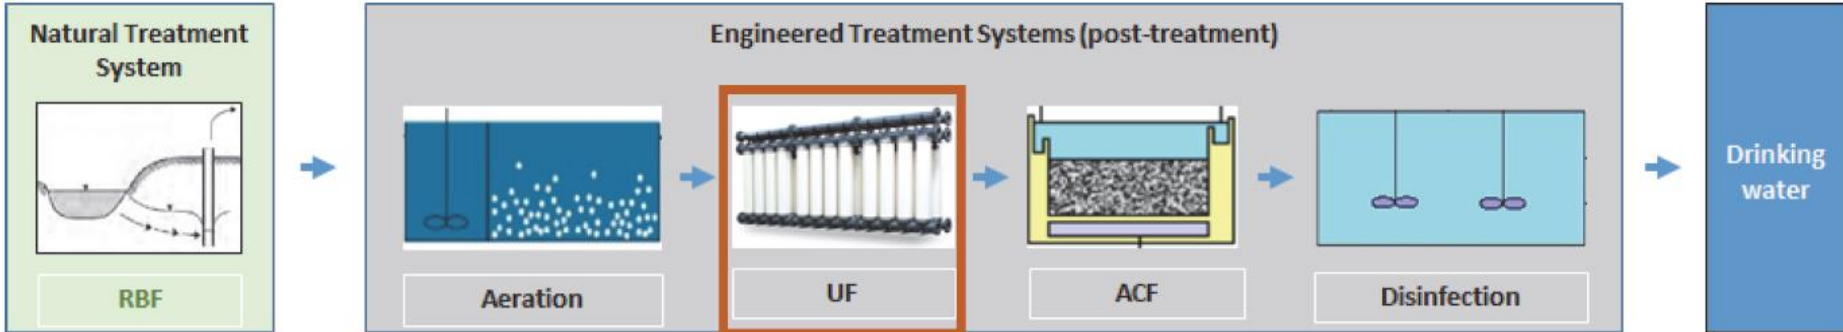 Natural Treatment
System
RBF
Engineered Treatment Systems (post-treatment)
Aeration
UF
ACF
Disinfection
Drinking
water